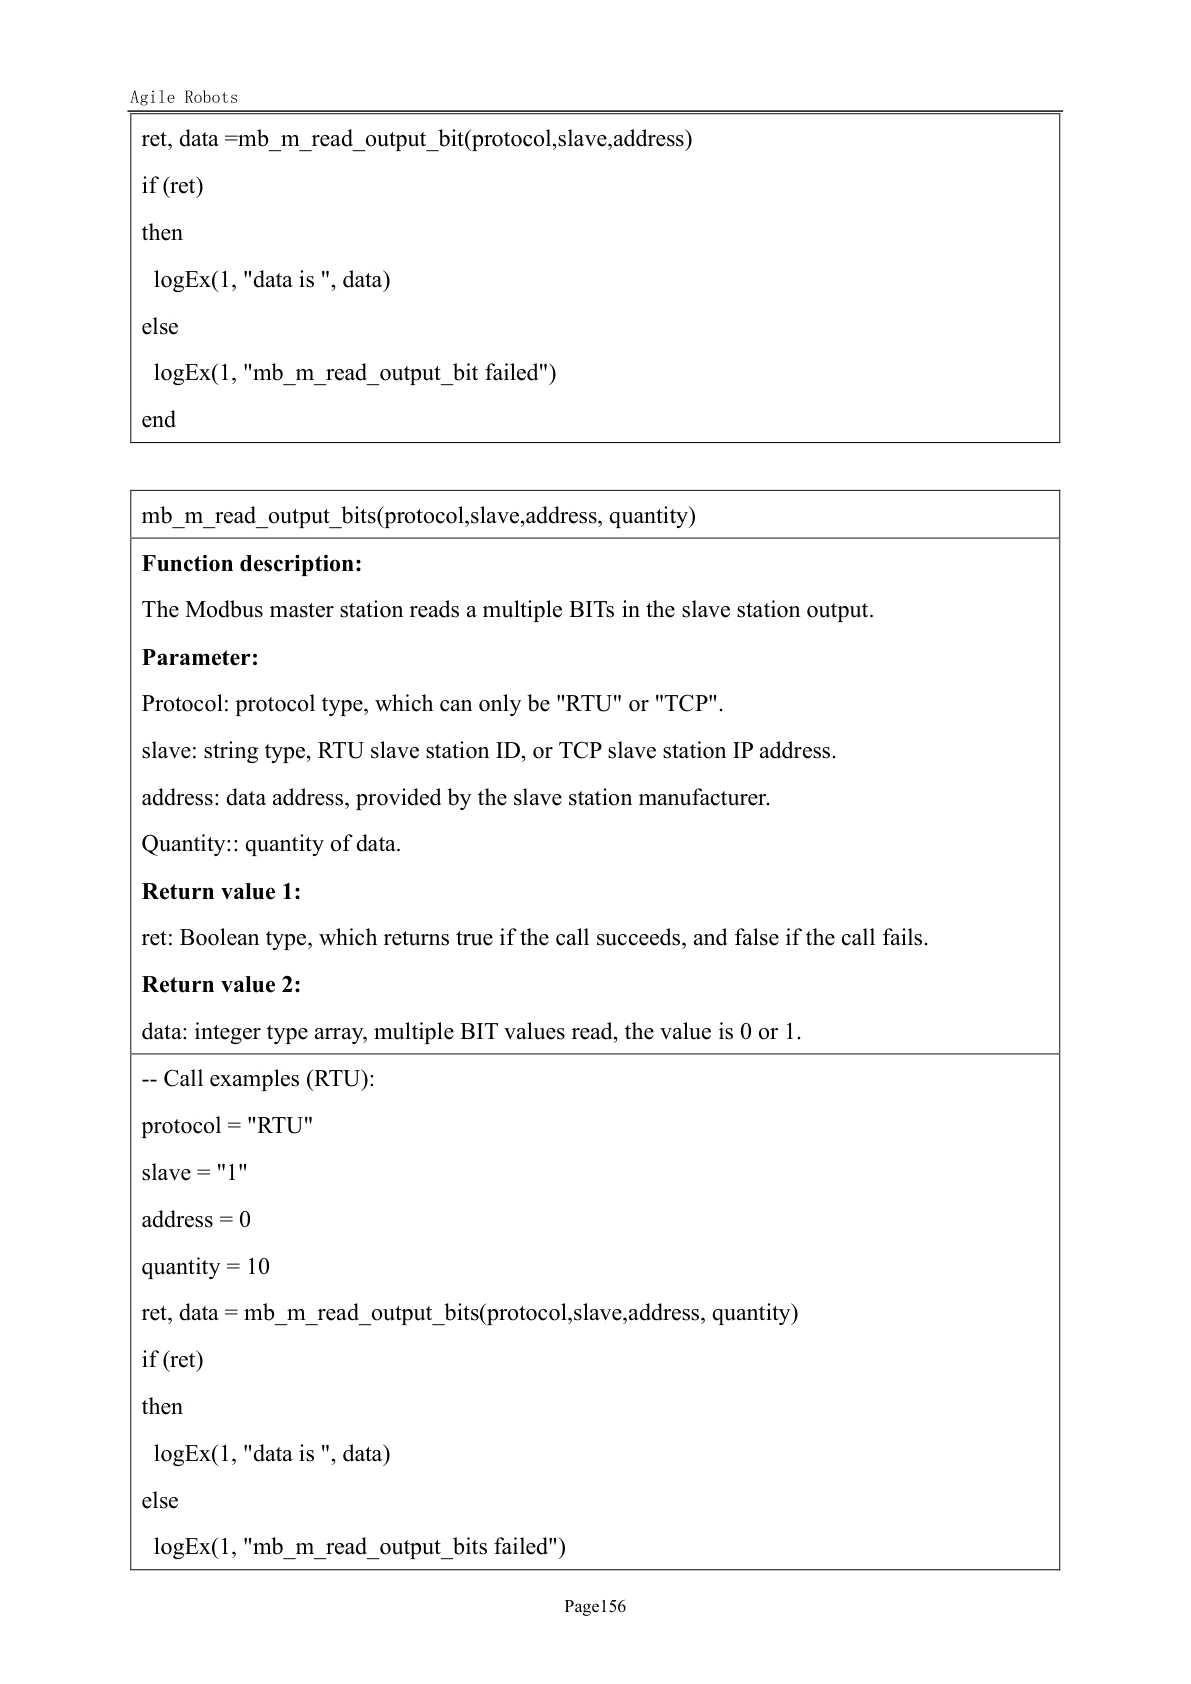 Agile Robots
ret, data =mb_m_read_output_bit(protocol,slave,address)
if (ret)
then
logEx(1, "data is ", data)
else
logEx(1, "mb_m_read_output_bit failed")
end
mb_m_read_output_bits(protocol,slave,address, quantity)
Function description:
The Modbus master station reads a multiple BITs in the slave station output.
Parameter:
Protocol: protocol type, which can only be "RTU" or "TCP".
slave: string type, RTU slave station ID, or TCP slave station IP address.
address: data address, provided by the slave station manufacturer.
Quantity:: quantity of data.
Return value 1:
ret: Boolean type, which returns true if the call succeeds, and false if the call fails.
Return value 2:
data: integer type array, multiple BIT values read, the value is 0 or 1.
-- Call examples (RTU):
protocol = "RTU"
slave = "1"
address = 0
quantity = 10
ret, data = mb_m_read_output_bits(protocol,slave,address, quantity)
if (ret)
then
logEx(1, "data is ", data)
else
logEx(1, "mb_m_read_output_bits failed")
Page156